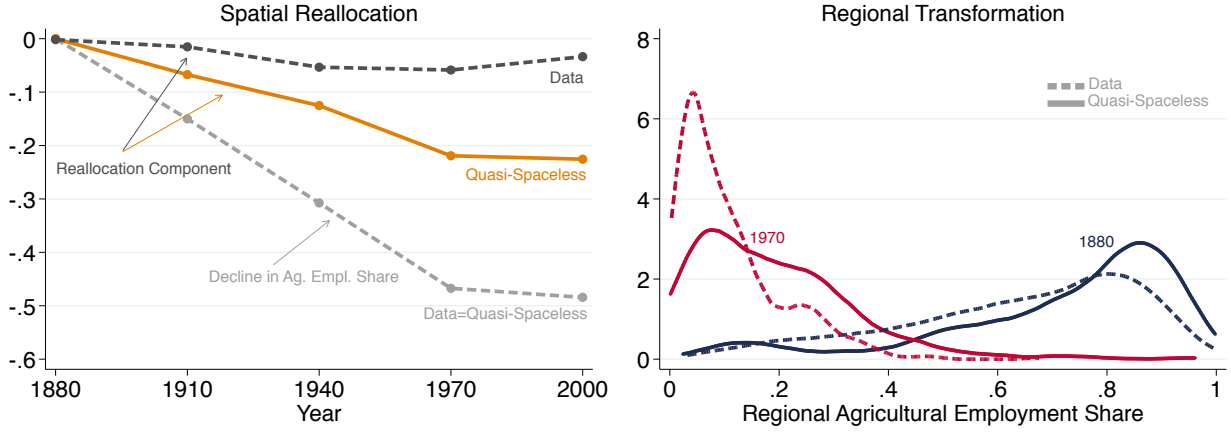 Spatial Reallocation
0
-.1
-.2
-.3
-.4
-.5
-.6
Data
Reallocation Component
Quasi-Spaceless
Decline in Ag. Empl. Share
Data=Quasi-Spaceless
1880
1910
1940
1970
2000
Year
Regional Transformation
8
6
4
2
0
Data
Quasi-Spaceless
1970
1880
0
.2
.4
.6
.8
1
Regional Agricultural Employment Share